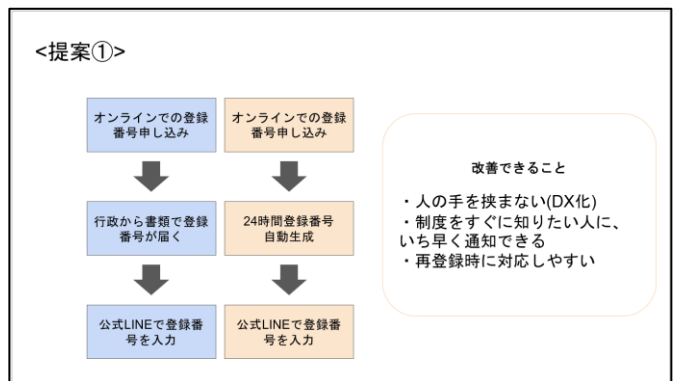 <提案①>
オンラインでの登録
番号申し込み
オンラインでの登録
番号申し込み
行政から書類で登録
番号が届く
24時間登録番号
自動生成
公式LINEで登録番
号を入力
公式LINEで登録番
号を入力
改善できること
・人の手を挟まない(DX化)
・制度をすぐに知りたい人に、
いち早く通知できる
・再登録時に対応しやすい